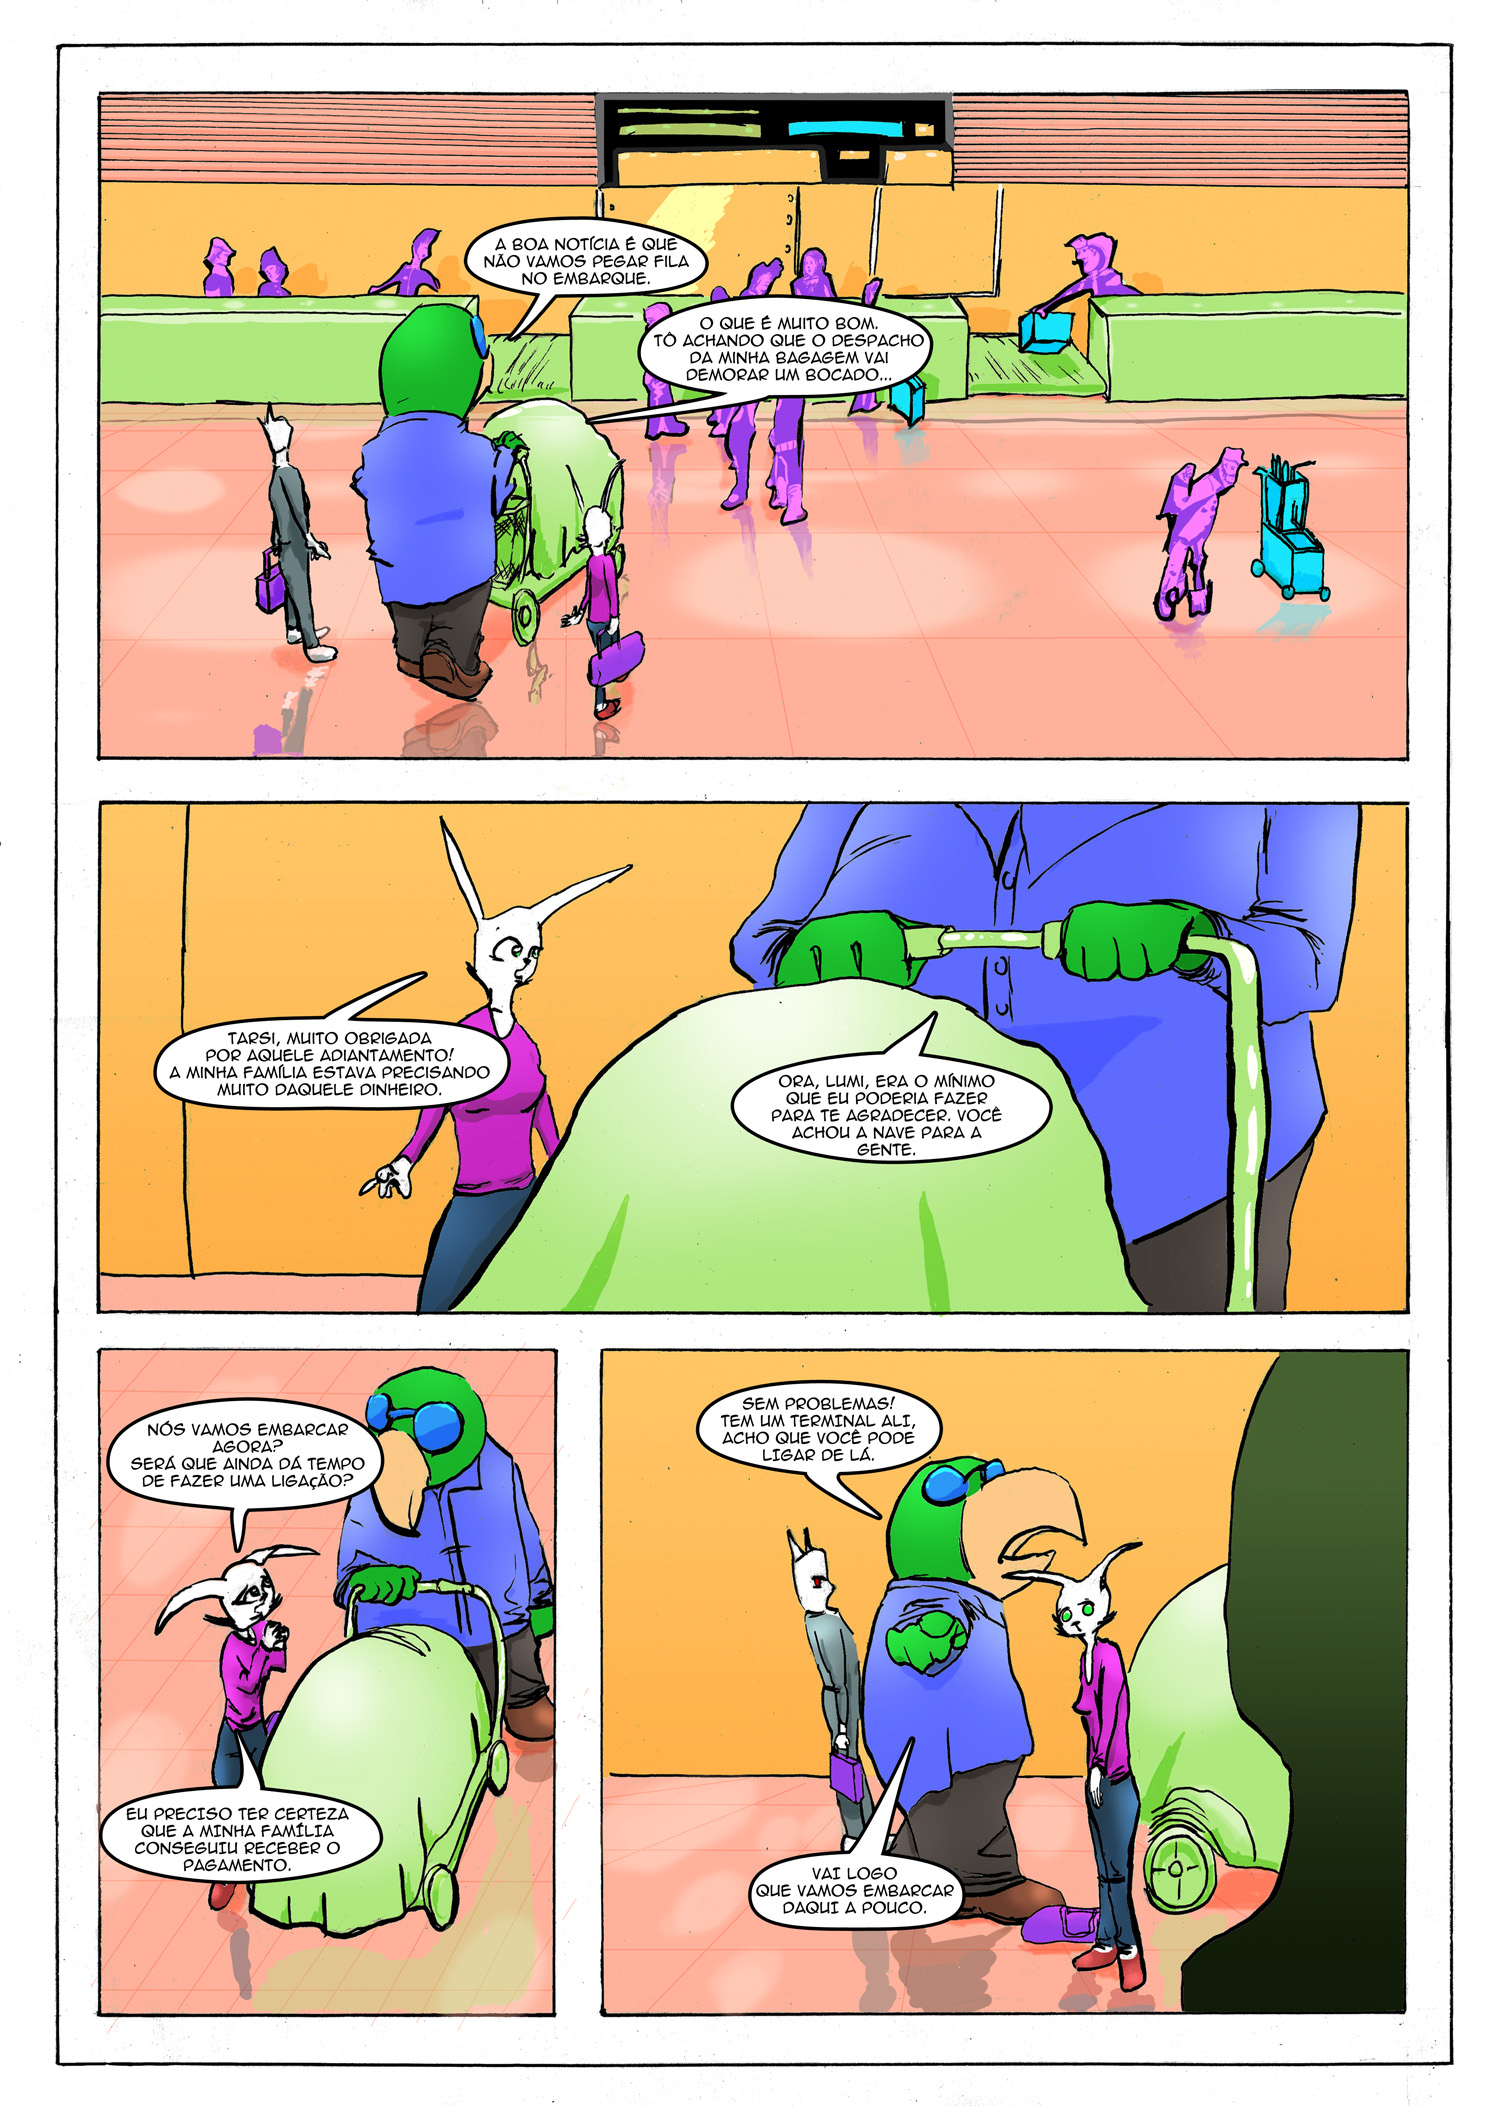 A BOA NOTÍCIA É QUE
NÃO VAMOS PEGAR FILA
NO EMBARQUE.
O QUE É MUITO BOM.
TÔ ACHANDO QUE O DESPACHO
DA MINHA BAGAGEM VAI
DEMORAR UM BOCADO...
TARSI, MUITO OBRIGADA
POR AQUELE ADIANTAMENTO!
A MINHA FAMÍLIA ESTAVA PRECISANDO
MUITO DAQUELE DINHEIRO.
ORA, LUMI, ERA O MÍNIMO
QUE EU PODERIA FAZER
PARA TE AGRADECER. VOCÊ
ACHOU A NAVE PARA A
GENTE.
NÓS VAMOS EMBARCAR
AGORA?
SERÁ QUE AINDA DÁ TEMPO
DE FAZER UMA LIGAÇÃO?
EU PRECISO TER CERTEZA
QUE A MINHA FAMÍLIA
CONSEGUIU RECEBER O
PAGAMENTO.
SEM PROBLEMAS!
TEM UM TERMINAL ALI,
ACHO QUE VOCÊ PODE
LIGAR DE LÁ.
VAI LOGO
QUE VAMOS EMBARCAR
DAQUI A POUCO.